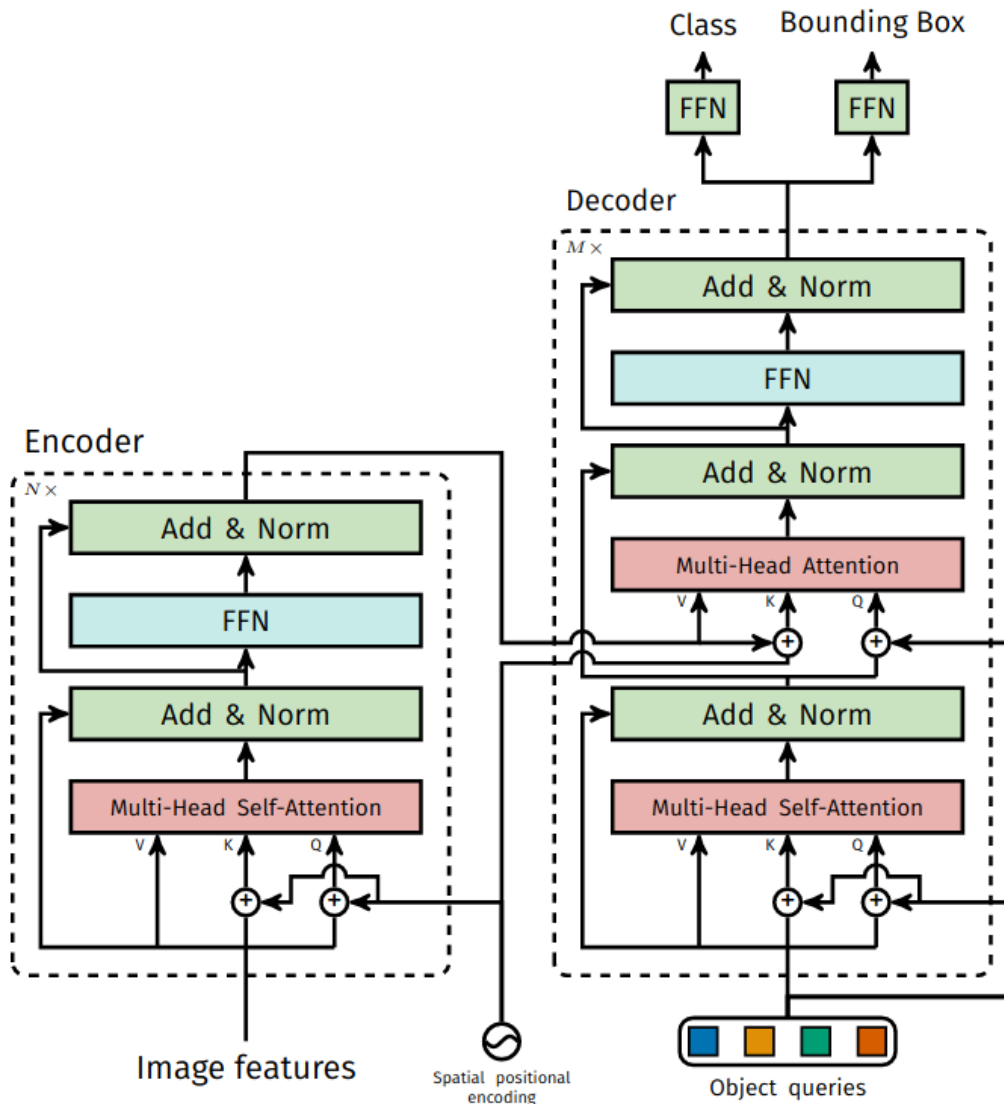 Class
Bounding Box
FFN
FFN
Decoder
M ×
Add & Norm
FFN
Add & Norm
Multi-Head Attention
V
K
Q
+
+
Add & Norm
Multi-Head Self-Attention
V
K
Q
+
+
Object queries
Encoder
N ×
Add & Norm
FFN
Add & Norm
Multi-Head Self-Attention
V
K
Q
+
+
Image features
Spatial positional
encoding